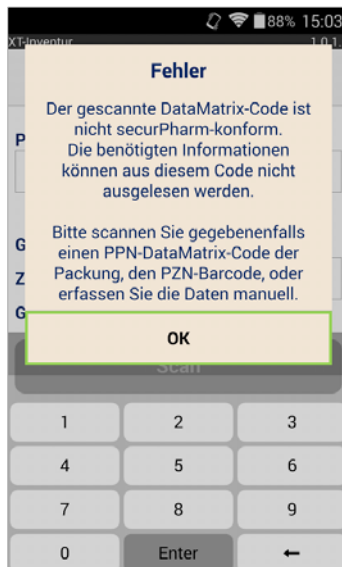 88% 15:03
XT-Inventur 1.0.1.
Fehler
Der gescannte DataMatrix-Code ist
nicht securPharm-konform.
Die benötigten Informationen
können aus diesem Code nicht
ausgelesen werden.
Bitte scannen Sie gegebenenfalls
einen PPN-DataMatrix-Code der
Packung, den PZN-Barcode, oder
erfassen Sie die Daten manuell.
P
G
Z
G
OK
Scan
1 2 3
4 5 6
7 8 9
0 Enter ←